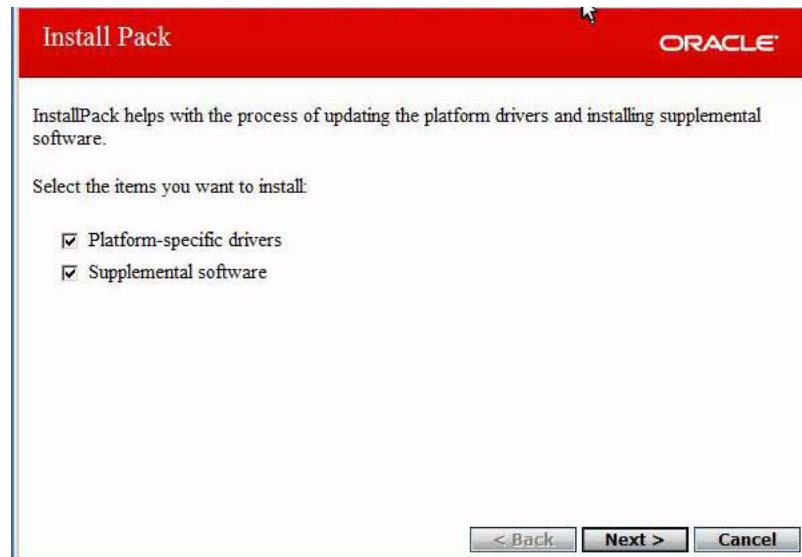 Install Pack
ORACLE
InstallPack helps with the process of updating the platform drivers and installing supplemental
software.
Select the items you want to install:
Platform-specific drivers
Supplemental software
< Back Next > Cancel